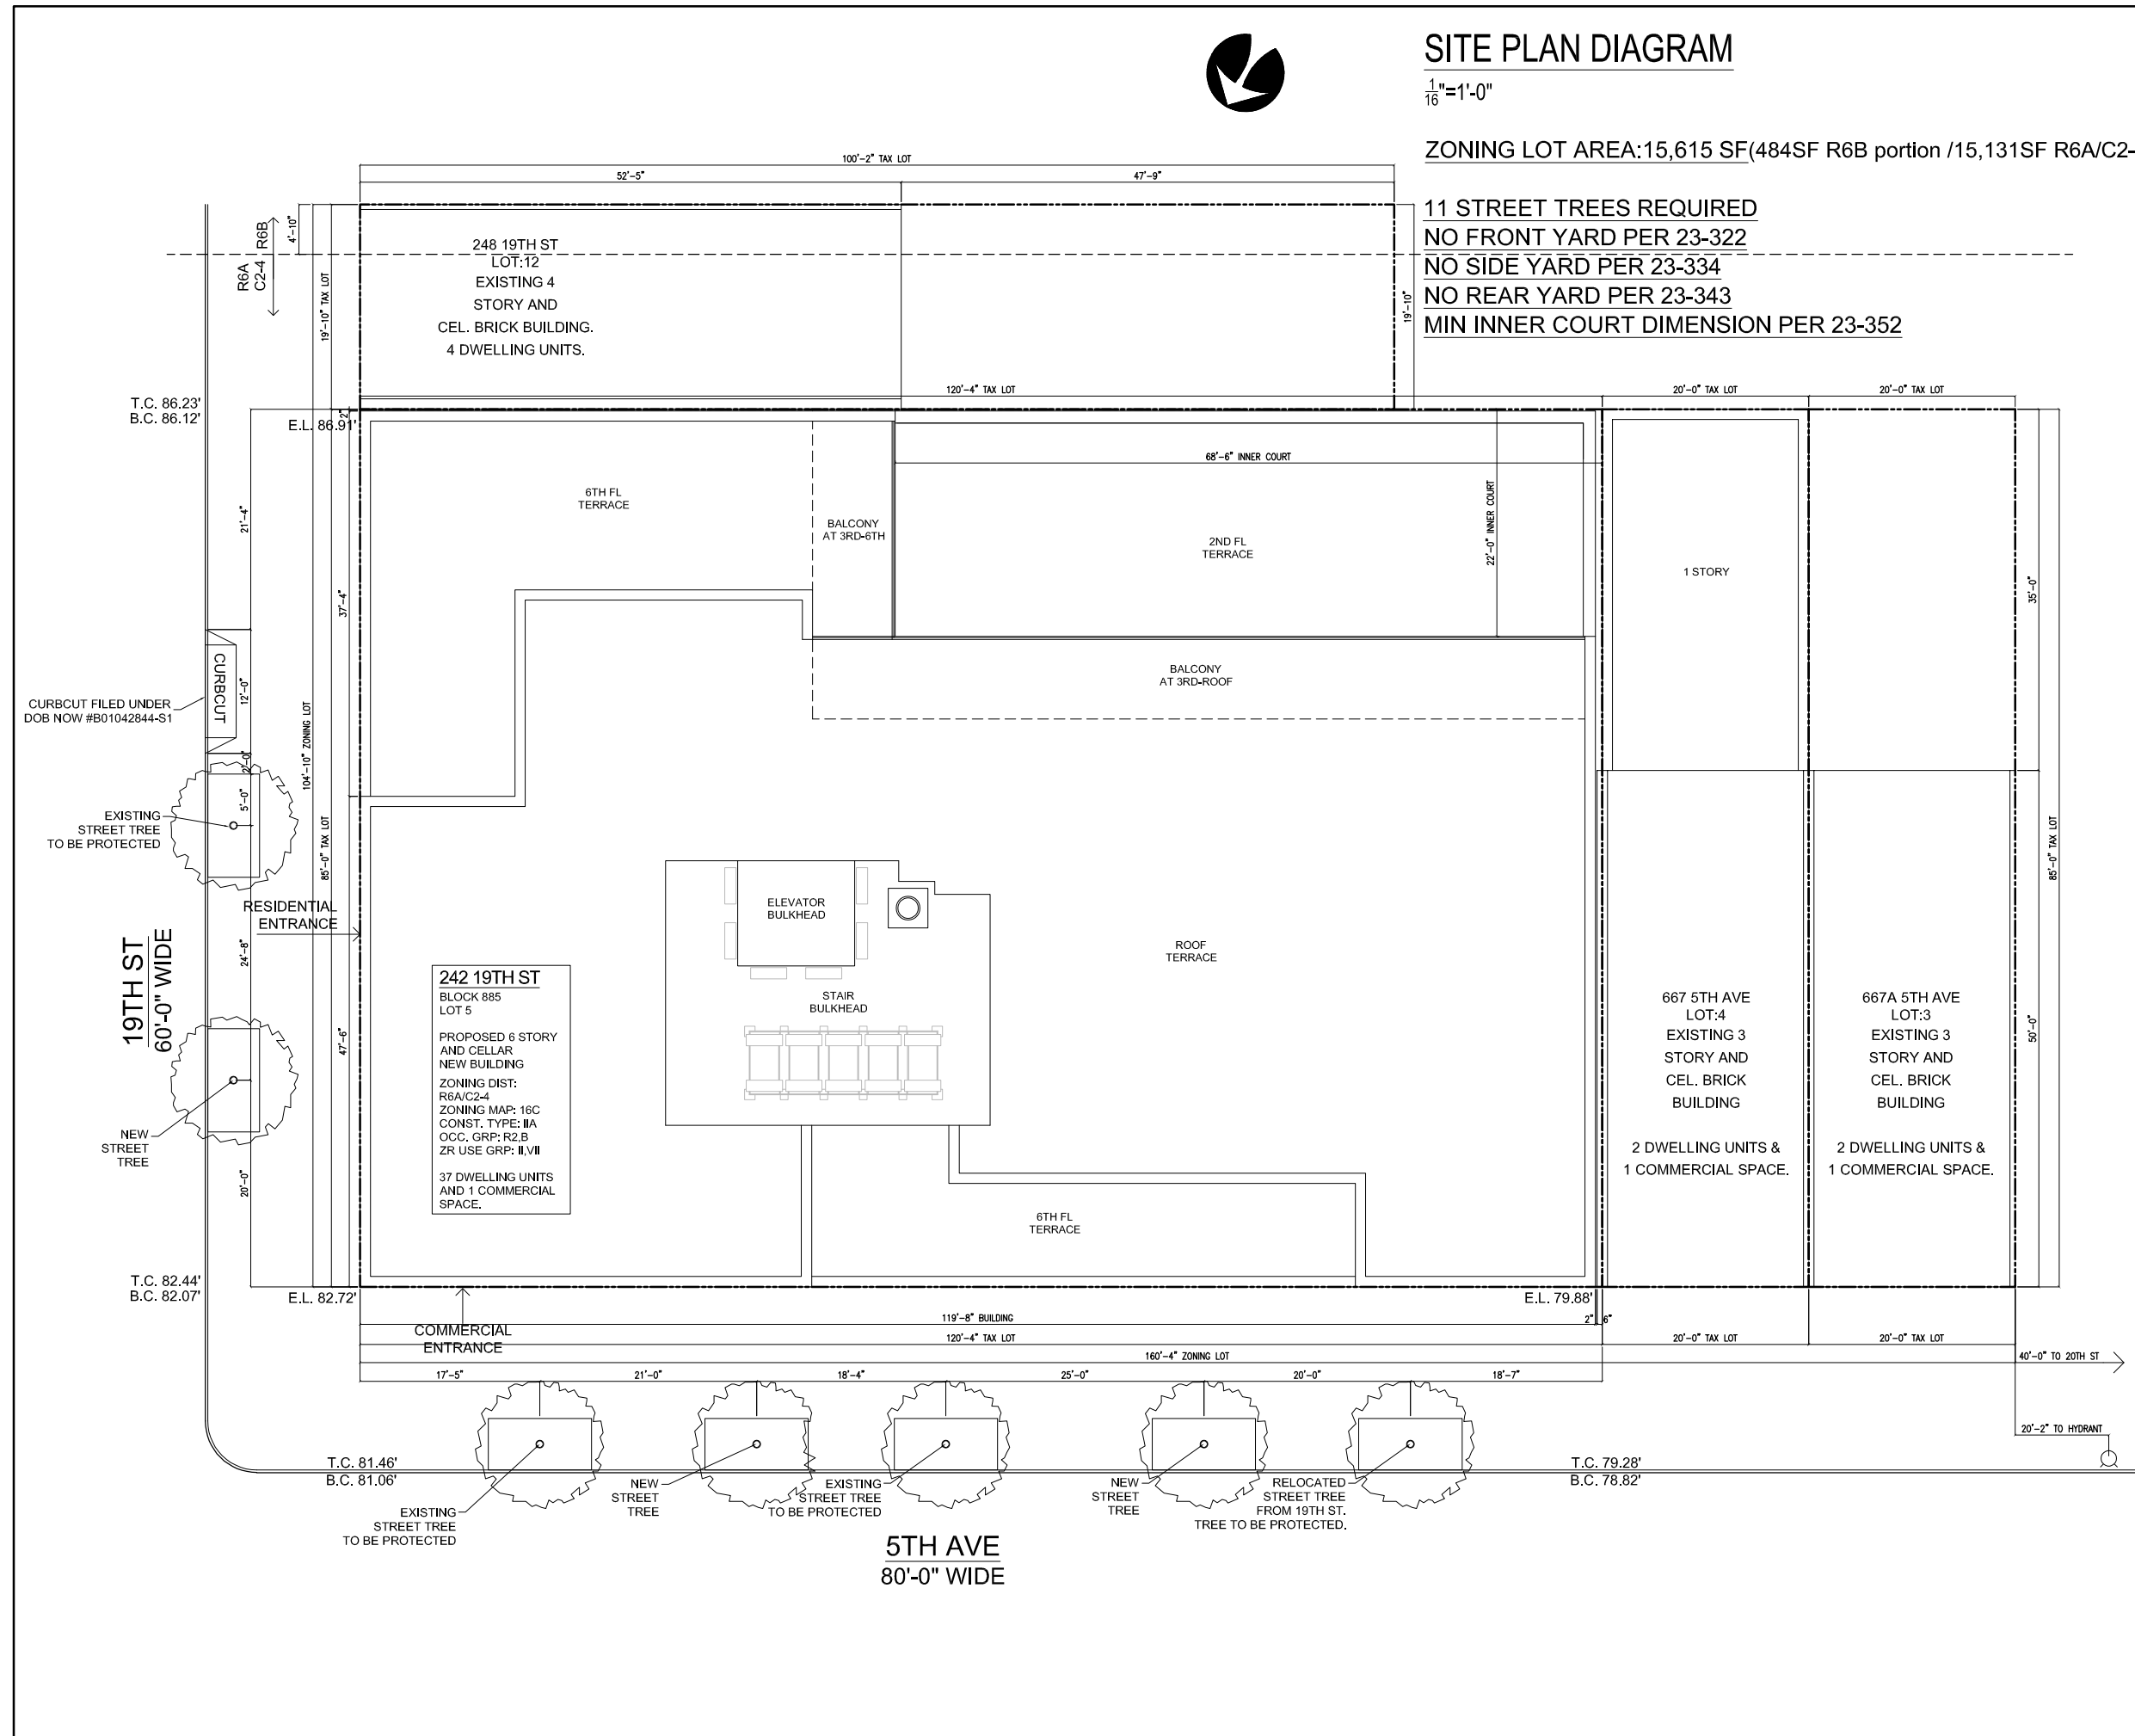 SITE PLAN DIAGRAM
1/16"=1'-0"
ZONING LOT AREA:15,615 SF(484SF R6B portion /15,131SF R6A/C2-
11 STREET TREES REQUIRED
NO FRONT YARD PER 23-322
NO SIDE YARD PER 23-334
NO REAR YARD PER 23-343
MIN INNER COURT DIMENSION PER 23-352
100'-2" TAX LOT
52'-5"
47'-9"
4'-10"
R6B
R6A
C2-4
19'-10" TAX LOT
19'-10"
248 19TH ST
LOT:12
EXISTING 4
STORY AND
CEL. BRICK BUILDING.
4 DWELLING UNITS.
120'-4" TAX LOT
20'-0" TAX LOT
20'-0" TAX LOT
T.C. 86.23'
B.C. 86.12'
E.L. 86.91'
2"
68'-6" INNER COURT
22'-0" INNER COURT
6TH FL
TERRACE
BALCONY
AT 3RD-6TH
2ND FL
TERRACE
1 STORY
21'-4"
37'-4"
35'-0"
CURBCUT
12'-0"
CURBCUT FILED UNDER
DOB NOW #B01042844-S1
BALCONY
AT 3RD-ROOF
104'-10" ZONING LOT
2'-0"
5'-0"
EXISTING
STREET TREE
TO BE PROTECTED
85'-0" TAX LOT
85'-0" TAX LOT
RESIDENTIAL
ENTRANCE
24'-8"
19TH ST
60'-0" WIDE
47'-6"
50'-0"
ELEVATOR
BULKHEAD
STAIR
BULKHEAD
ROOF
TERRACE
242 19TH ST
BLOCK 885
LOT 5
PROPOSED 6 STORY
AND CELLAR
NEW BUILDING
ZONING DIST:
R6A/C2-4
ZONING MAP: 16C
CONST. TYPE: IIA
OCC. GRP: R2,B
ZR USE GRP: II,VII
37 DWELLING UNITS
AND 1 COMMERCIAL
SPACE.
667 5TH AVE
LOT:4
EXISTING 3
STORY AND
CEL. BRICK
BUILDING
2 DWELLING UNITS &
1 COMMERCIAL SPACE.
667A 5TH AVE
LOT:3
EXISTING 3
STORY AND
CEL. BRICK
BUILDING
2 DWELLING UNITS &
1 COMMERCIAL SPACE.
NEW
STREET
TREE
20'-0"
6TH FL
TERRACE
T.C. 82.44'
B.C. 82.07'
E.L. 82.72'
E.L. 79.88'
COMMERCIAL
ENTRANCE
119'-8" BUILDING
2"
6"
120'-4" TAX LOT
20'-0" TAX LOT
20'-0" TAX LOT
160'-4" ZONING LOT
40'-0" TO 20TH ST
17'-5"
21'-0"
18'-4"
25'-0"
20'-0"
18'-7"
20'-2" TO HYDRANT
T.C. 81.46'
B.C. 81.06'
T.C. 79.28'
B.C. 78.82'
EXISTING
STREET TREE
TO BE PROTECTED
NEW
STREET
TREE
EXISTING
STREET TREE
TO BE PROTECTED
NEW
STREET
TREE
RELOCATED
STREET TREE
FROM 19TH ST.
TREE TO BE PROTECTED.
5TH AVE
80'-0" WIDE